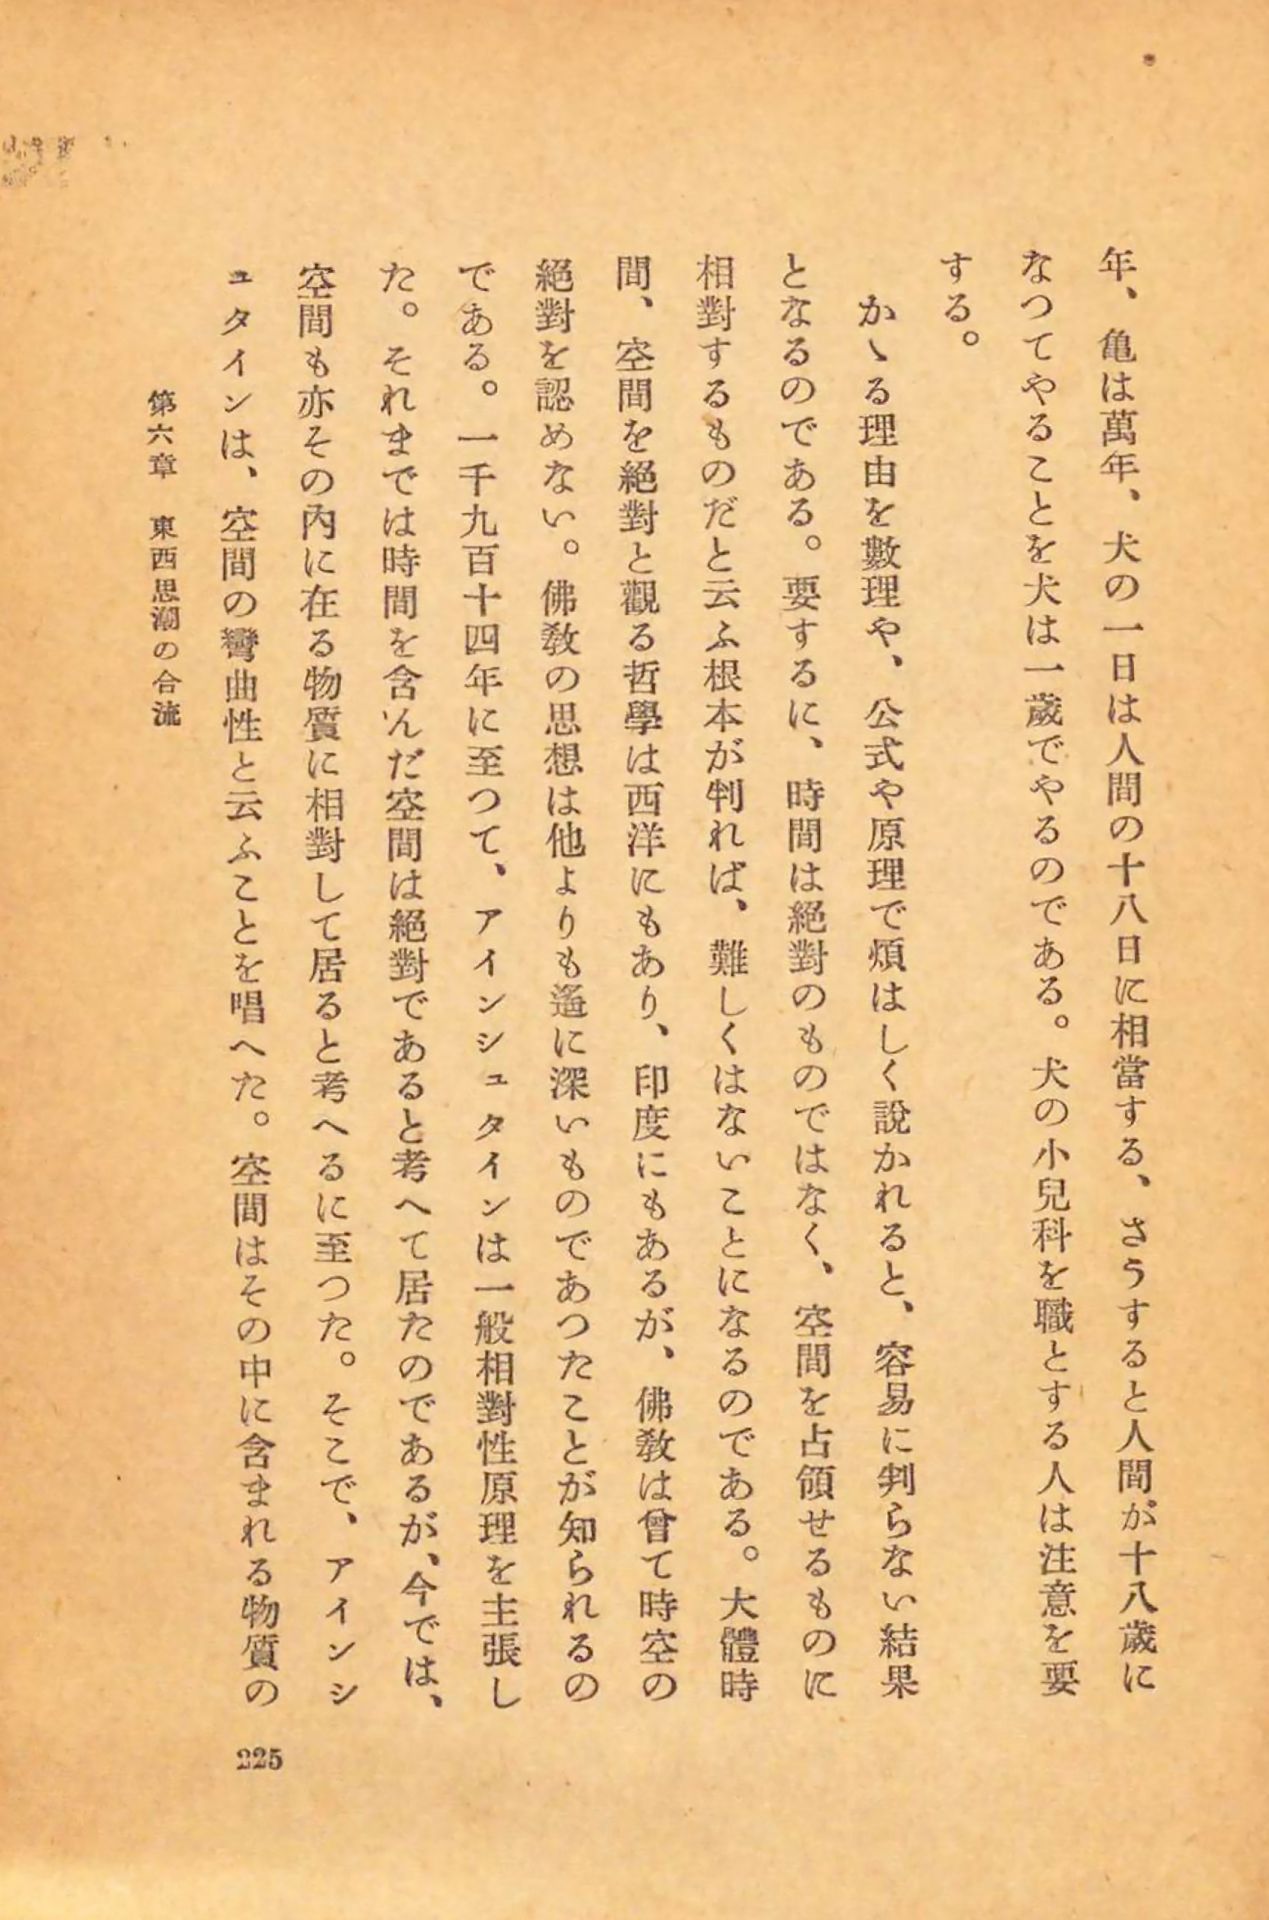 年、亀は萬年、犬の一日は人間の十八日に相當する、さうすると人間が十八歳に
なつてやることを犬は一歳でやるのである。犬の小兒科を職とする人は注意を要
する。
かゝる理由を數理や、公式や原理で煩はしく說かれると、容易に判らない結果
となるのである。要するに、時間は絕對のものではなく、空間を占領せるものに
相對するものだと云ふ根本が判れば、難しくはないことになるのである。大體時
間、空間を絕對と觀る哲學は西洋にもあり、印度にもあるが、佛敎は曾て時空の
絕對を認めない。佛敎の思想は他よりも遙に深いものであつたことが知られるの
である。一千九百十四年に至つて、アインシュタインは一般相對性原理を主張し
た。それまでは時間を含んだ空間は絕對であると考へて居たのであるが、今では、
空間も亦その內に在る物質に相對して居ると考へるに至つた。そこで、アインシ
ュタインは、空間の彎曲性と云ふことを唱へた。空間はその中に含まれる物質の
第六章　東西思潮の合流
225